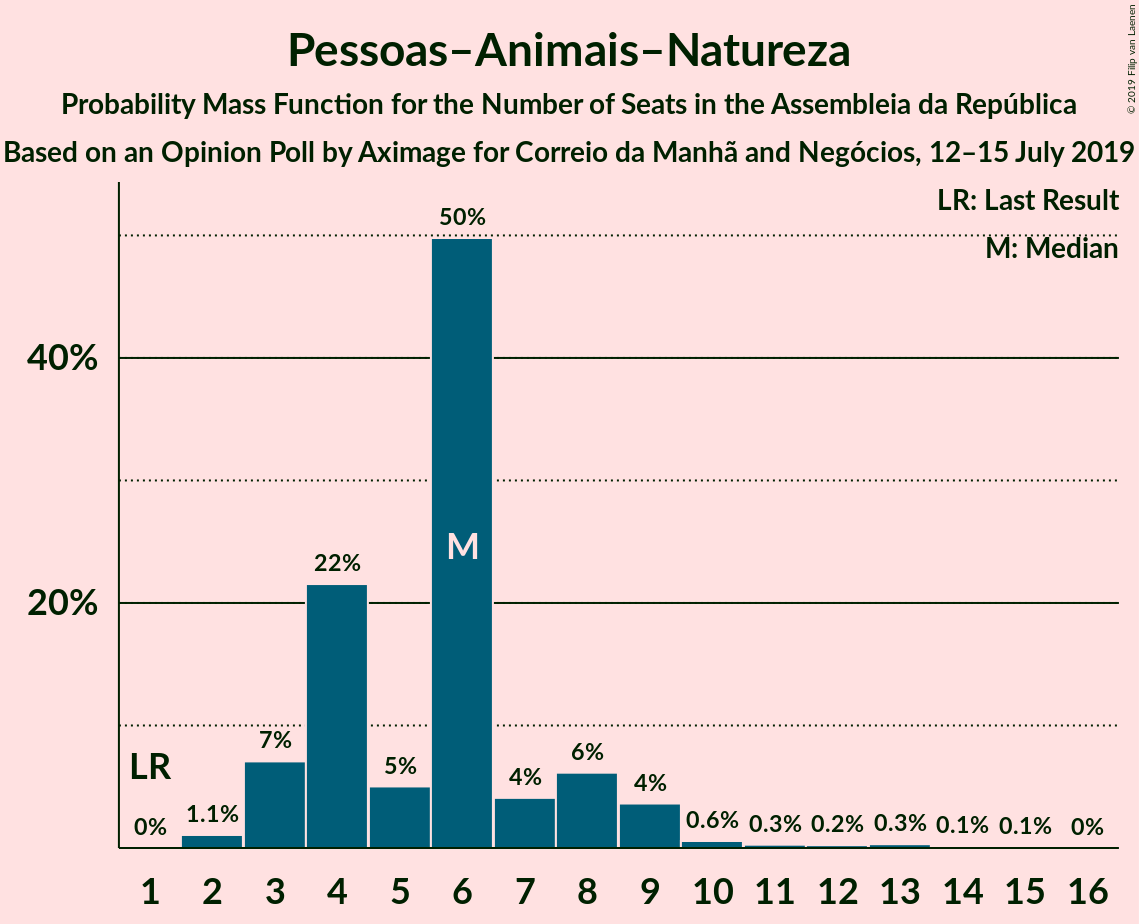 Pessoas–Animais–Natureza
Probability Mass Function for the Number of Seats in the Assembleia da República
Based on an Opinion Poll by Aximage for Correio da Manhã and Negócios, 12–15 July 2019
© 2019 Filip van Laenen
LR: Last Result
M: Median
50%
40%
22%
M
20%
7%
LR
5%
4%
6%
4%
0%
1.1%
0.6%
0.3%
0.2%
0.3%
0.1%
0.1%
0%
1 2 3 4 5 6 7 8 9 10 11 12 13 14 15 16